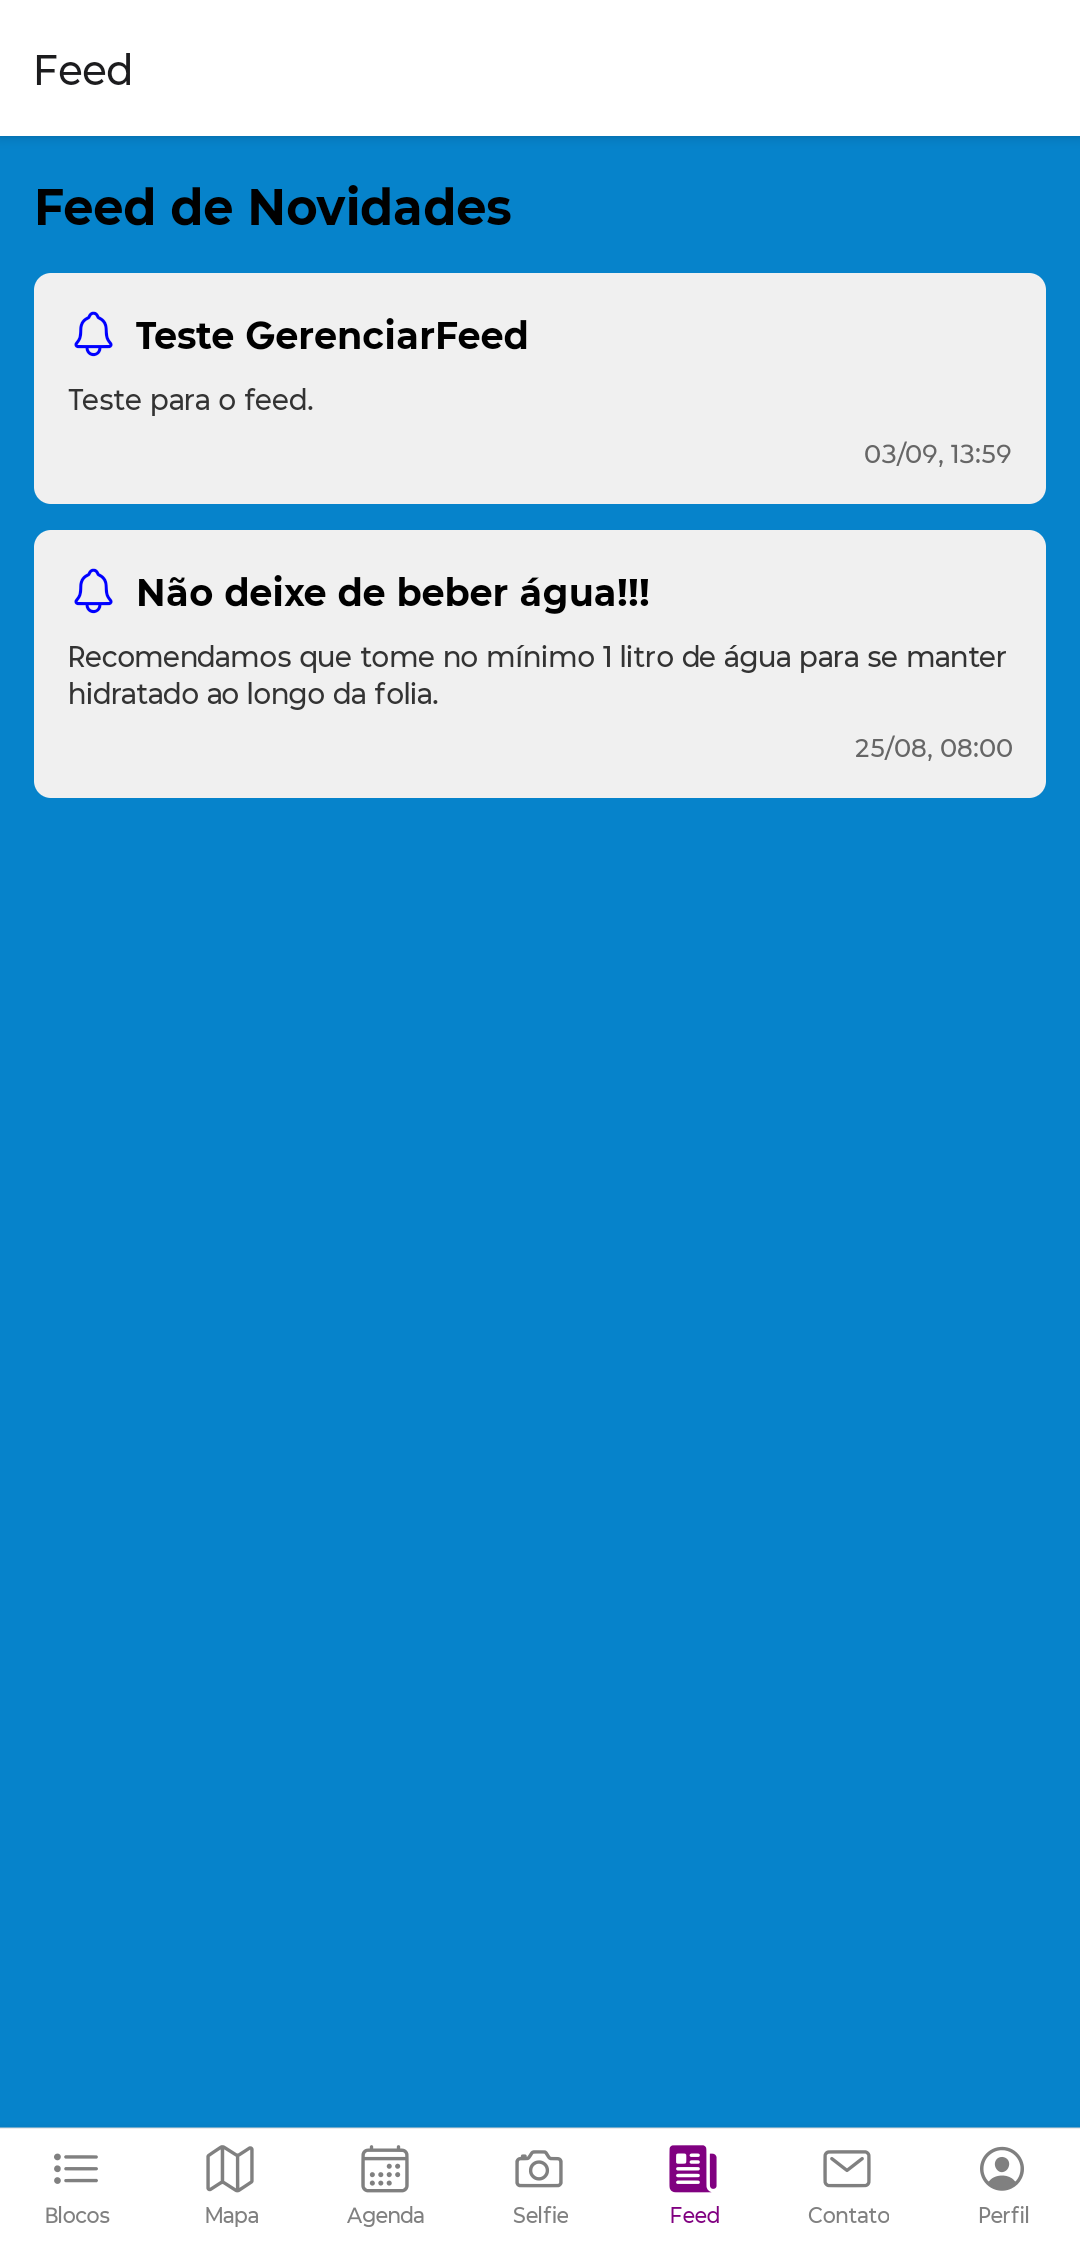 Feed
Feed de Novidades
Teste GerenciarFeed
Teste para o feed.
03/09, 13:59
Não deixe de beber água!!!
Recomendamos que tome no mínimo 1 litro de água para se manter
hidratado ao longo da folia.
25/08, 08:00
Blocos
Mapa
Agenda
Selfie
Feed
Contato
Perfil